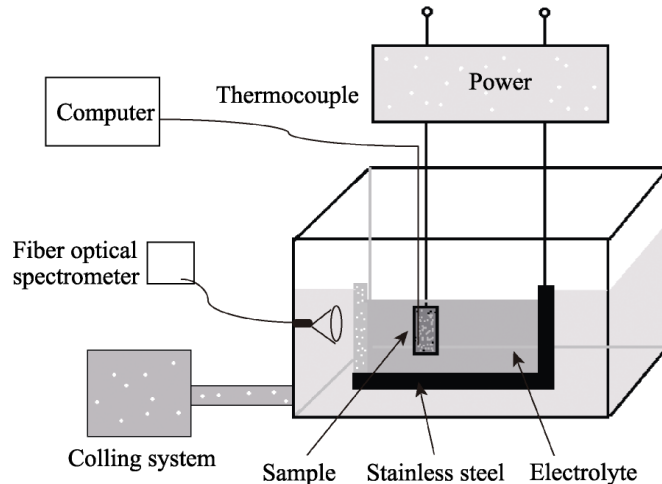 Power
Thermocouple
Computer
Fiber optical
spectrometer
Colling system
Sample
Stainless steel
Electrolyte